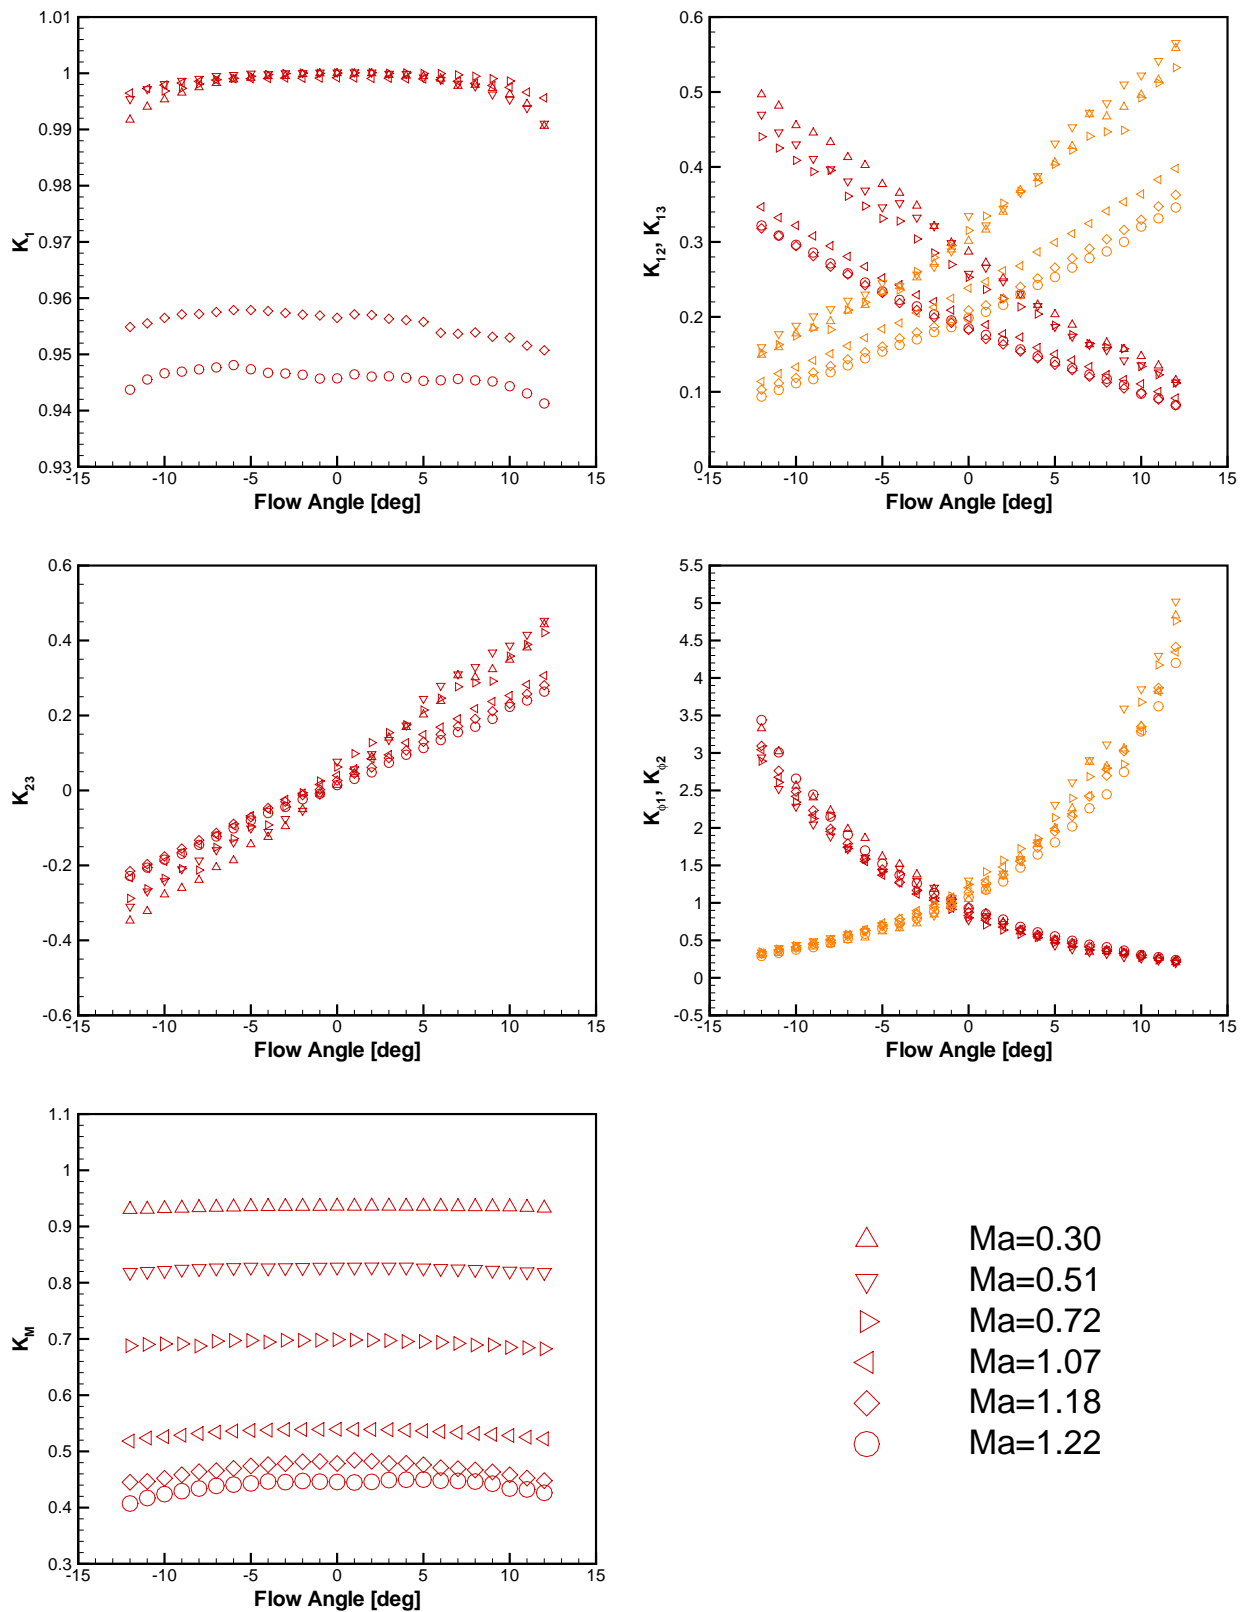 1.01
1
0.99
0.98
0.97
0.96
0.95
0.94
0.93
K1
-15 -10 -5 0 5 10 15
Flow Angle [deg]
0.6
0.5
0.4
0.3
0.2
0.1
0
K12, K13
-15 -10 -5 0 5 10 15
Flow Angle [deg]
0.6
0.4
0.2
0
-0.2
-0.4
-0.6
K23
-15 -10 -5 0 5 10 15
Flow Angle [deg]
5.5
5
4.5
4
3.5
3
2.5
2
1.5
1
0.5
0
-0.5
Kϕ1, Kϕ2
-15 -10 -5 0 5 10 15
Flow Angle [deg]
1.1
1
0.9
0.8
0.7
0.6
0.5
0.4
0.3
KM
-15 -10 -5 0 5 10 15
Flow Angle [deg]
Ma=0.30
Ma=0.51
Ma=0.72
Ma=1.07
Ma=1.18
Ma=1.22